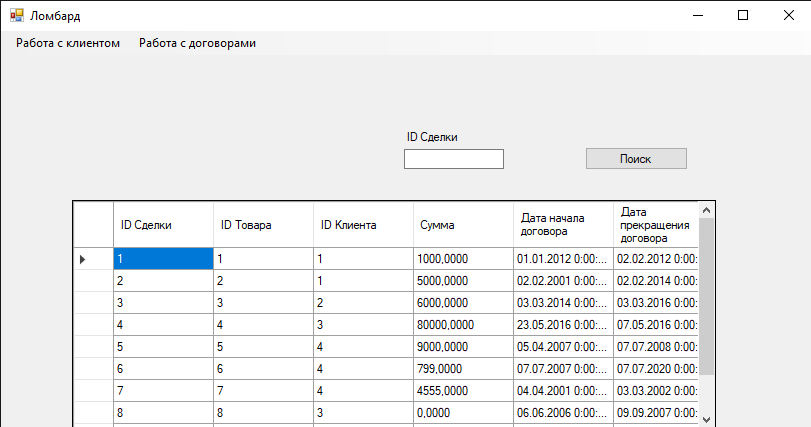 Ломбард
Работа с клиентом Работа с договорами
ID Сделки
Поиск
ID Сделки ID Товара ID Клиента Сумма Дата начала договора Дата прекращения договора
1 1 1 1000,0000 01.01.2012 0:00:... 02.02.2012 0:00:
2 2 1 5000,0000 02.02.2001 0:00:... 02.02.2014 0:00:
3 3 2 6000,0000 03.03.2014 0:00:... 03.03.2016 0:00:
4 4 3 80000,0000 23.05.2016 0:00:... 07.05.2016 0:00:
5 5 4 9000,0000 05.04.2007 0:00:... 07.07.2008 0:00:
6 6 4 799,0000 07.07.2007 0:00:... 07.07.2020 0:00:
7 7 4 4555,0000 04.04.2001 0:00:... 03.03.2002 0:00:
8 8 3 0,0000 06.06.2006 0:00:... 09.09.2007 0:00: